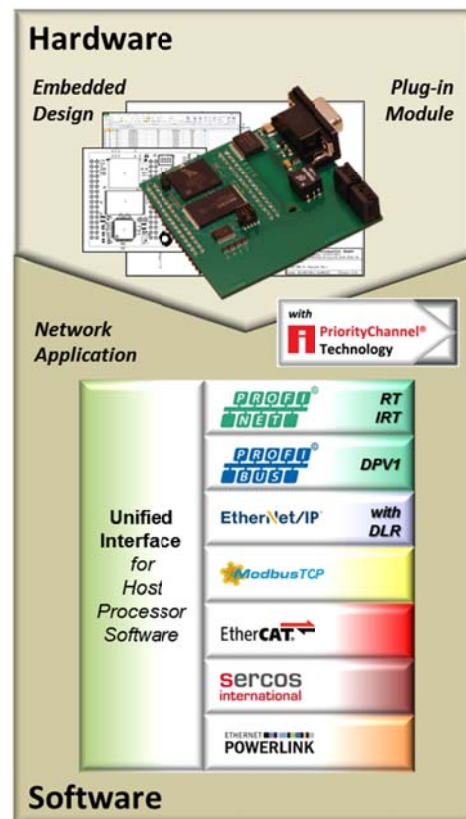 Hardware
Embedded
Design
Plug-in
Module
Network
Application
with
PriorityChannel®
Technology
Unified
Interface
for
Host
Processor
Software
PROFI
NET
®
RT
IRT
PROFI
BUS
®
DPV1
EtherNet/IP
with
DLR
ModbusTCP
EtherCAT®
sercos
international
ETHERNET
POWERLINK
Software